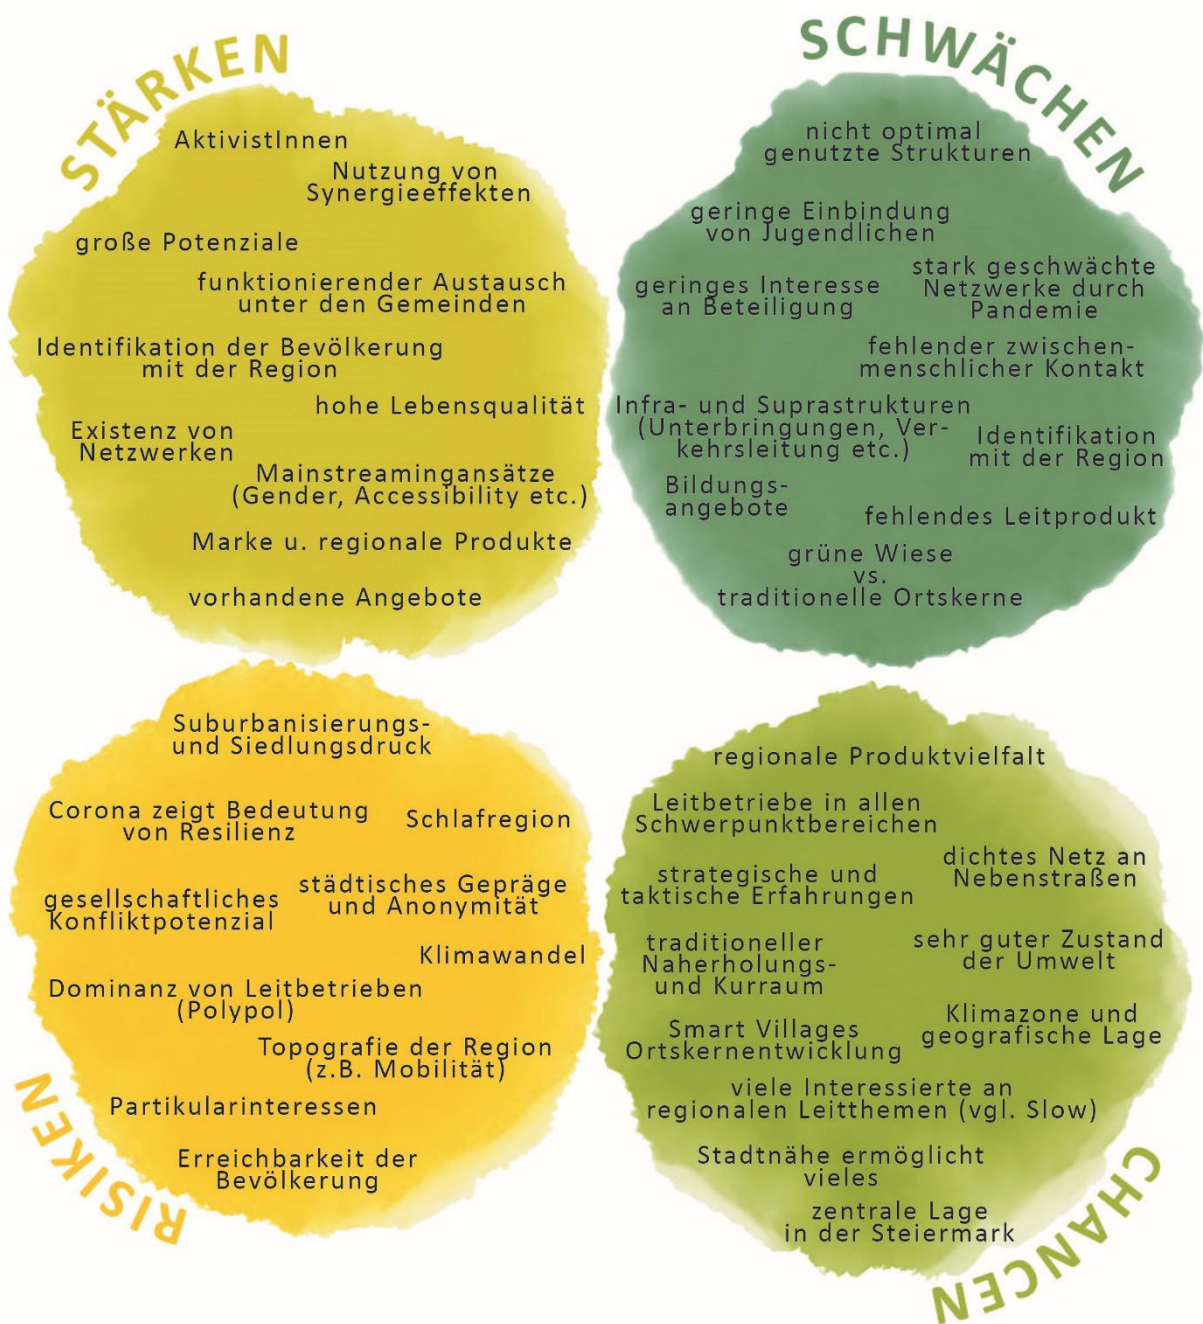 STÄRKEN
AktivistInnen
Nutzung von
Synergieeffekten
große Potenziale
funktionierender Austausch
unter den Gemeinden
Identifikation der Bevölkerung
mit der Region
hohe Lebensqualität
Existenz von
Netzwerken
Mainstreamingansätze
(Gender, Accessibility etc.)
Marke u. regionale Produkte
vorhandene Angebote
SCHWÄCHEN
nicht optimal
genutzte Strukturen
geringe Einbindung
von Jugendlichen
stark geschwächte
Netzwerke durch
Pandemie
geringes Interesse
an Beteiligung
fehlender zwischen-
menschlicher Kontakt
Infra- und Suprastrukturen
(Unterbringungen, Ver-
kehrsleitung etc.)
Identifikation
mit der Region
Bildungs-
angebote
fehlendes Leitprodukt
grüne Wiese
vs.
traditionelle Ortskerne
RISIKEN
Suburbanisierungs-
und Siedlungsdruck
Corona zeigt Bedeutung
von Resilienz
Schlafregion
städtisches Gepräge
und Anonymität
gesellschaftliches
Konfliktpotenzial
Klimawandel
Dominanz von Leitbetrieben
(Polypol)
Topografie der Region
(z.B. Mobilität)
Partikularinteressen
Erreichbarkeit der
Bevölkerung
CHANCEN
regionale Produktvielfalt
Leitbetriebe in allen
Schwerpunktbereichen
dichtes Netz an
Nebenstraßen
strategische und
taktische Erfahrungen
traditioneller
Naherholungs-
und Kurraum
sehr guter Zustand
der Umwelt
Klimazone und
geografische Lage
Smart Villages
Ortskernentwicklung
viele Interessierte an
regionalen Leitthemen (vgl. Slow)
Stadtnähe ermöglicht
vieles
zentrale Lage
in der Steiermark